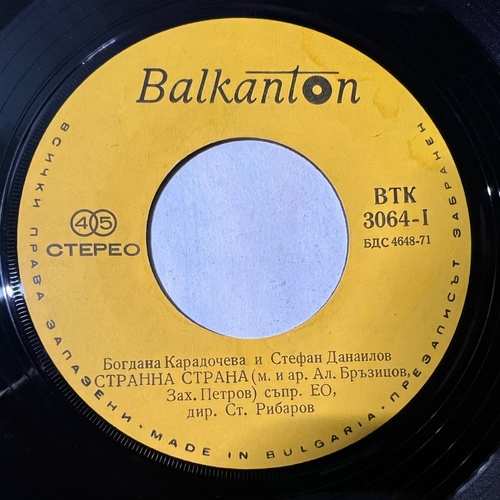 Balkanton
45
СТЕРЕО
ВТК
3064-I
БДС 4648-71
Богдана Карадочева и Стефан Данаилов
СТРАННА СТРАНА (м. и ар. Ал. Бръзицов,
Зах. Петров) съпр. ЕО,
дир. Ст. Рибаров
ВСИЧКИ ПРАВА ЗАПАЗЕНИ. - MADE IN BULGARIA. - ПРЕЗАПИСЪТ ЗАБРАНЕН